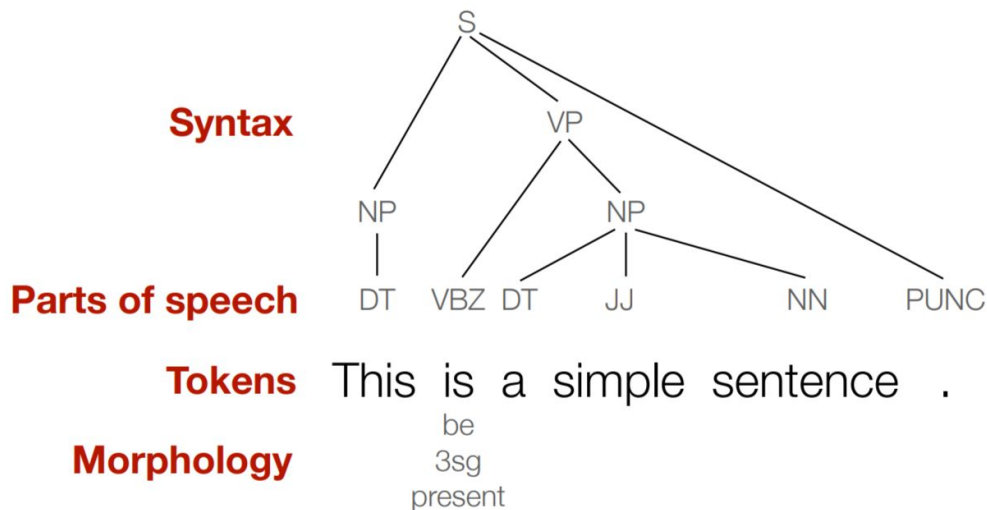 S
Syntax
VP
NP NP
Parts of speech DT VBZ DT JJ NN PUNC
Tokens This is a simple sentence .
be
Morphology 3sg
present